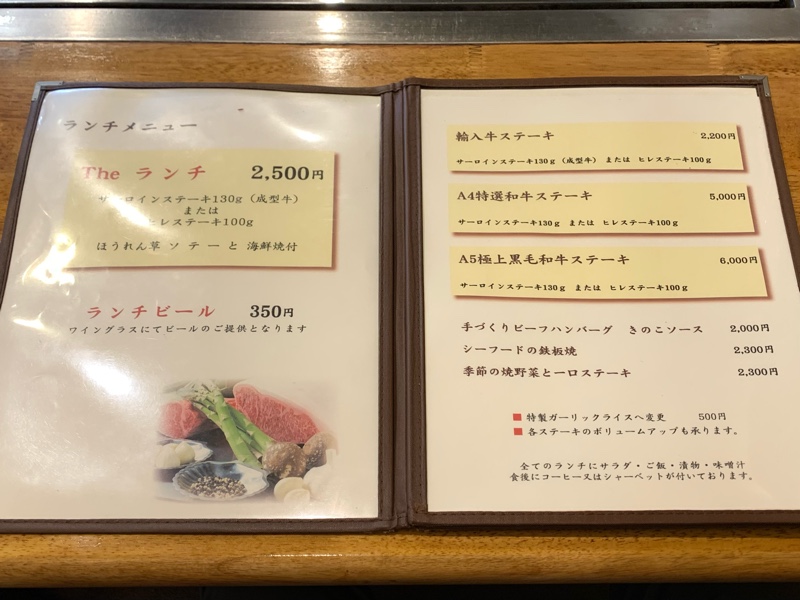 ランチメニュー
The ランチ 2,500円
サーロインステーキ130g（成型牛）
または
ヒレステーキ100g
ほうれん草ソテーと 海鮮焼付
ランチビール 350円
ワイングラスにてビールのご提供となります
輸入牛ステーキ 2,200円
サーロインステーキ130g（成型牛） または ヒレステーキ100g
A4特選和牛ステーキ 5,000円
サーロインステーキ130g または ヒレステーキ100g
A5極上黒毛和牛ステーキ 6,000円
サーロインステーキ130g または ヒレステーキ100g
手づくりビーフハンバーグ きのこソース 2,000円
シーフードの鉄板焼 2,300円
季節の焼野菜と一口ステーキ 2,300円
■ 特製ガーリックライスへ変更 500円
■ 各ステーキのボリュームアップも承ります。
全てのランチにサラダ・ご飯・漬物・味噌汁
食後にコーヒー又はシャーベットが付いております。